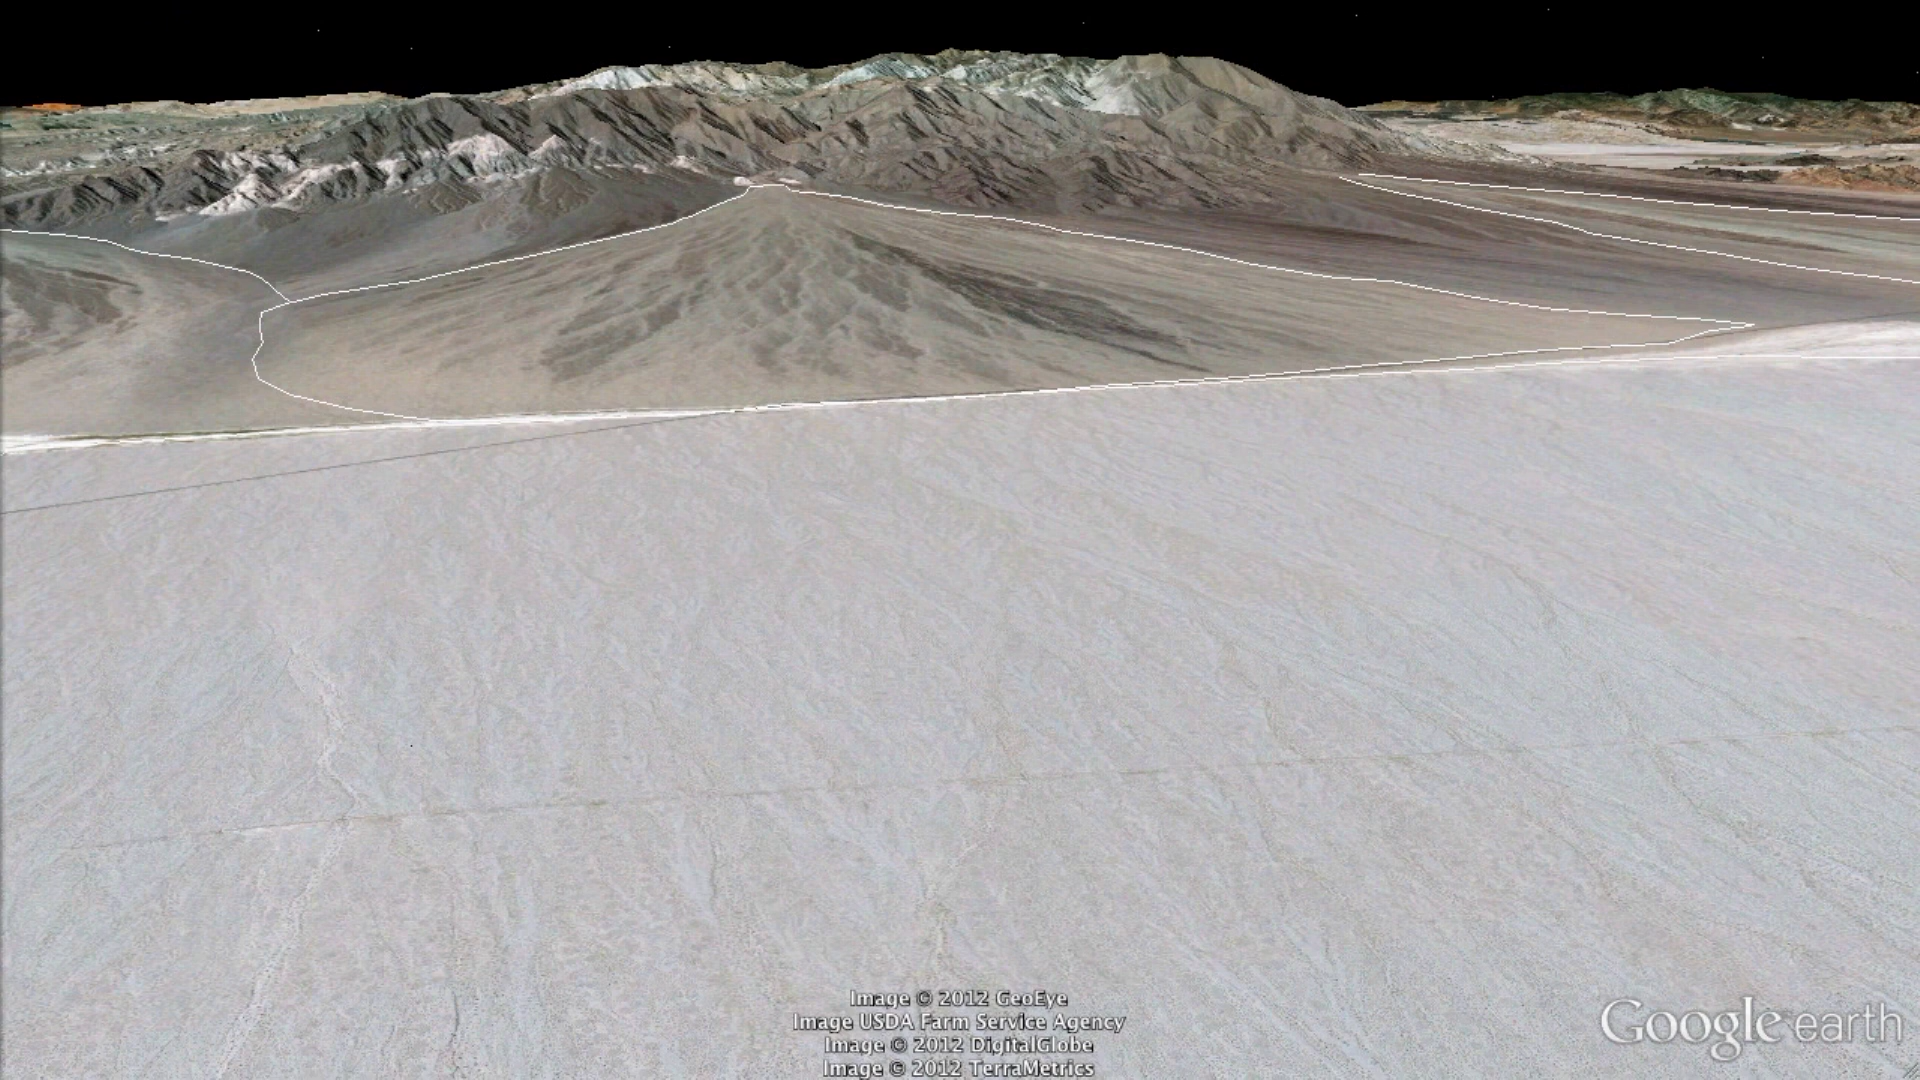 Image © 2012 GeoEye
Image USDA Farm Service Agency
Image © 2012 DigitalGlobe
Image © 2012 TerraMetrics
Google earth